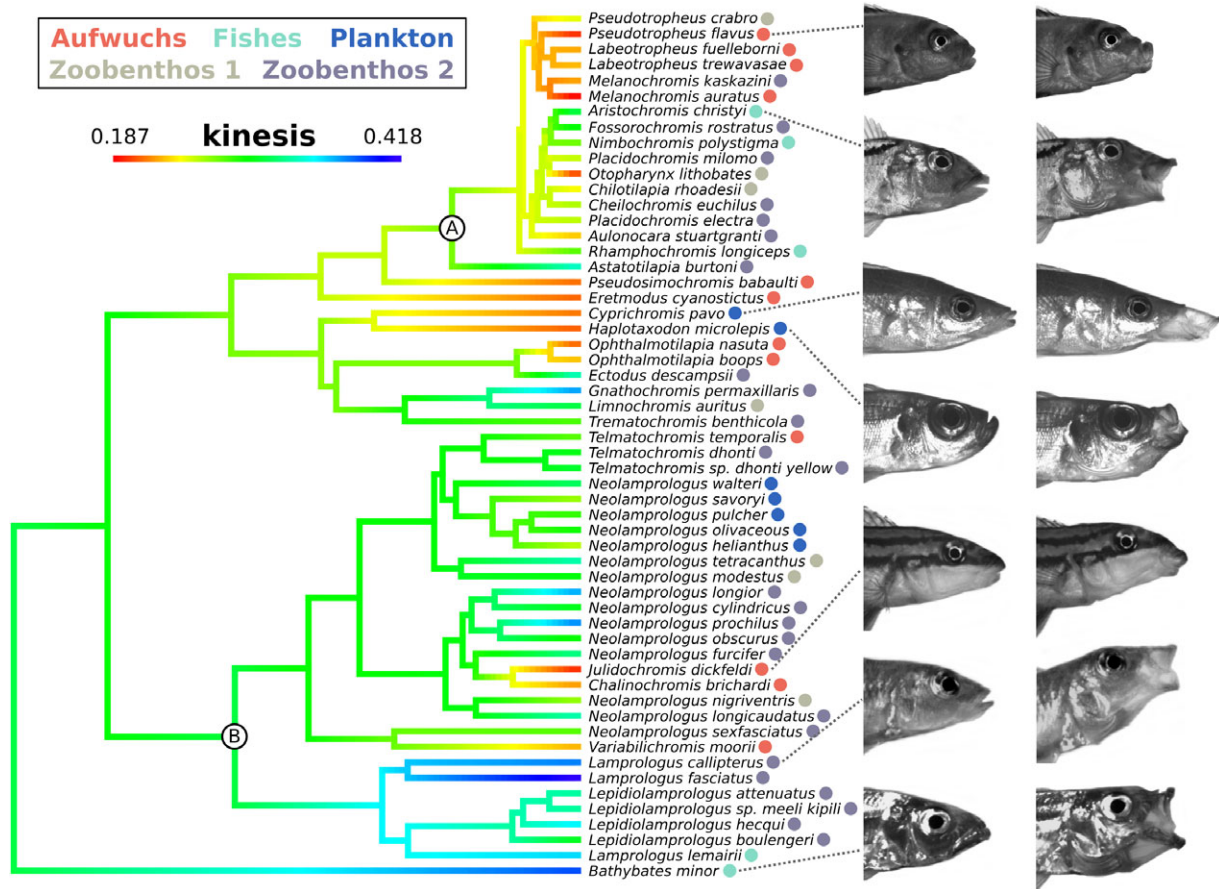 Aufwuchs Fishes Plankton
Zoobenthos 1 Zoobenthos 2
0.187 kinesis 0.418
A
B
Pseudotropheus crabro
Pseudotropheus flavus
Labeotropheus fuelleborni
Labeotropheus trewavasae
Melanochromis kaskazini
Melanochromis auratus
Aristochromis christyi
Fossorochromis rostratus
Nimbochromis polystigma
Placidochromis milomo
Otopharynx lithobates
Chilotilapia rhoadesii
Cheilochromis euchilus
Placidochromis electra
Aulonocara stuartgranti
Rhamphochromis longiceps
Astatotilapia burtoni
Pseudosimochromis babaulti
Eretmodus cyanostictus
Cyprichromis pavo
Haplotaxodon microlepis
Ophthalmotilapia nasuta
Ophthalmotilapia boops
Ectodus descampsii
Gnathochromis permaxillaris
Limnochromis auritus
Trematochromis benthicola
Telmatochromis temporalis
Telmatochromis dhonti
Telmatochromis sp. dhonti yellow
Neolamprologus walteri
Neolamprologus savoryi
Neolamprologus pulcher
Neolamprologus olivaceous
Neolamprologus helianthus
Neolamprologus tetracanthus
Neolamprologus modestus
Neolamprologus longior
Neolamprologus cylindricus
Neolamprologus prochilus
Neolamprologus obscurus
Neolamprologus furcifer
Julidochromis dickfeldi
Chalinochromis brichardi
Neolamprologus nigriventris
Neolamprologus longicaudatus
Neolamprologus sexfasciatus
Variabilichromis moorii
Lamprologus callipterus
Lamprologus fasciatus
Lepidiolamprologus attenuatus
Lepidiolamprologus sp. meeli kipili
Lepidiolamprologus hecqui
Lepidiolamprologus boulengeri
Lamprologus lemairii
Bathybates minor